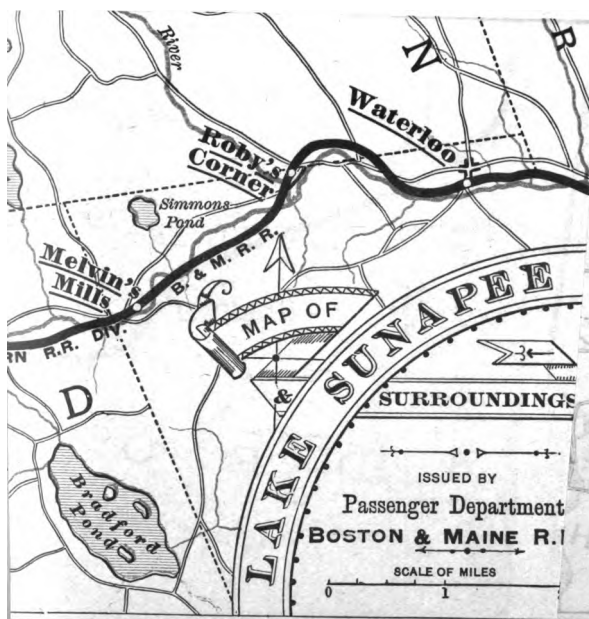 River
N
R
Waterloo
Roby's
Corner
Simmons
Pond
Melvin's
Mills
B. & M. R. R.
RN R.R. DIV.
D
Bradford
Pond
MAP OF
LAKE SUNAPEE
& SURROUNDINGS
ISSUED BY
Passenger Department
BOSTON & MAINE R.
SCALE OF MILES
0 1